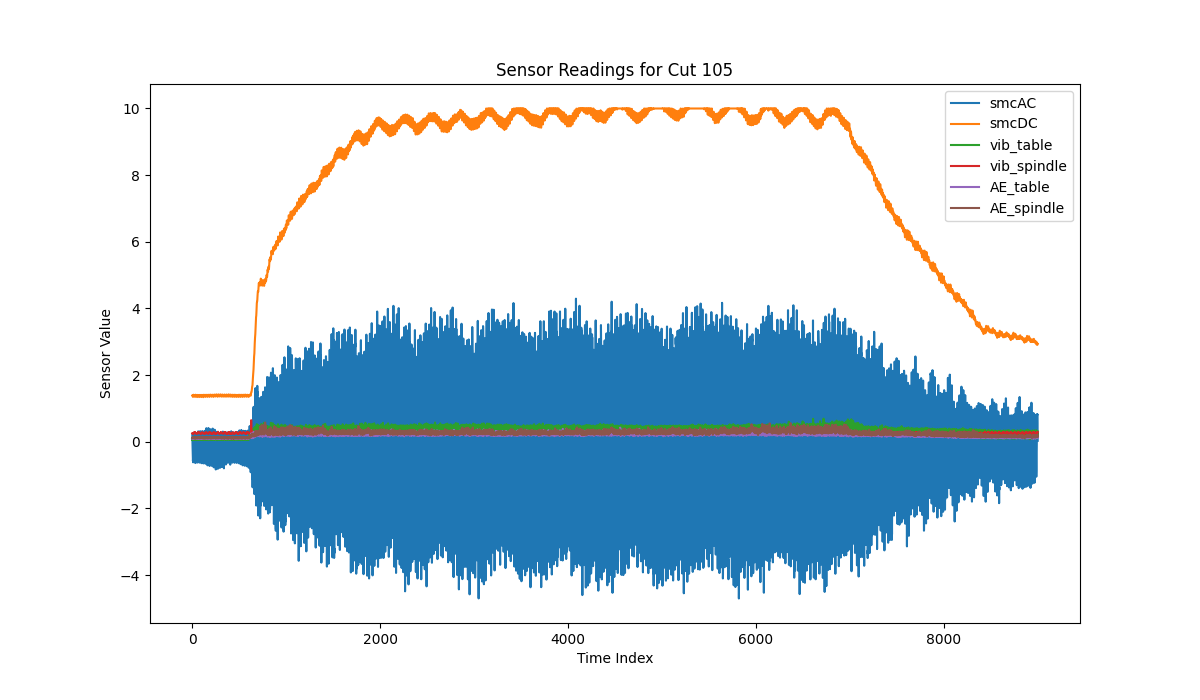 Sensor Readings for Cut 105
Sensor Value
10
8
6
4
2
0
−2
−4
0
2000
4000
6000
8000
Time Index
smcAC
smcDC
vib_table
vib_spindle
AE_table
AE_spindle